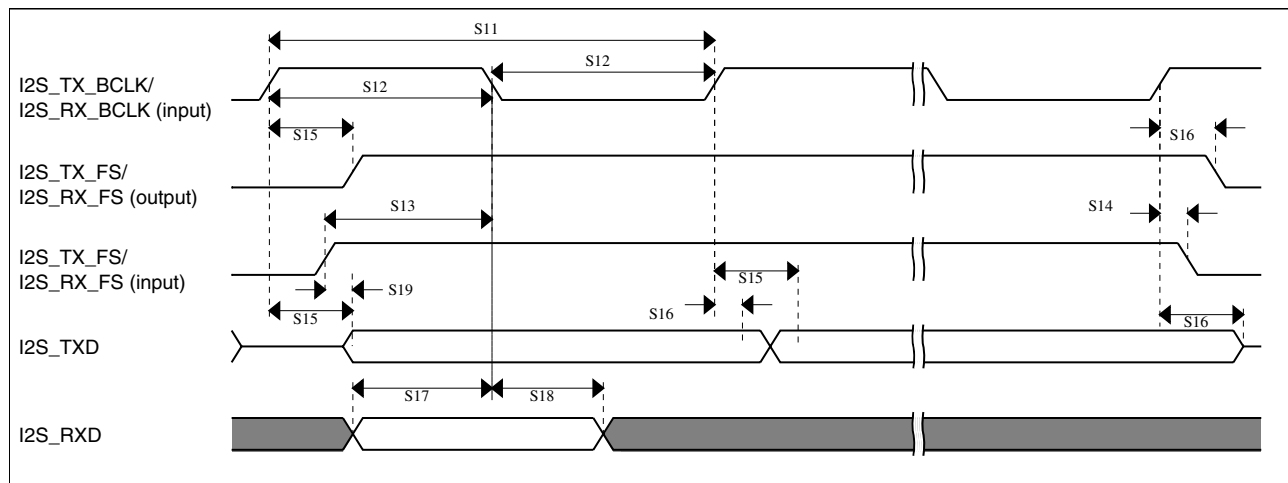 S11
I2S_TX_BCLK/
I2S_RX_BCLK (input)
S12
S12
S15
S16
I2S_TX_FS/
I2S_RX_FS (output)
S13
S14
I2S_TX_FS/
I2S_RX_FS (input)
S15
S19
S15
S16
S16
I2S_TXD
S17
S18
I2S_RXD